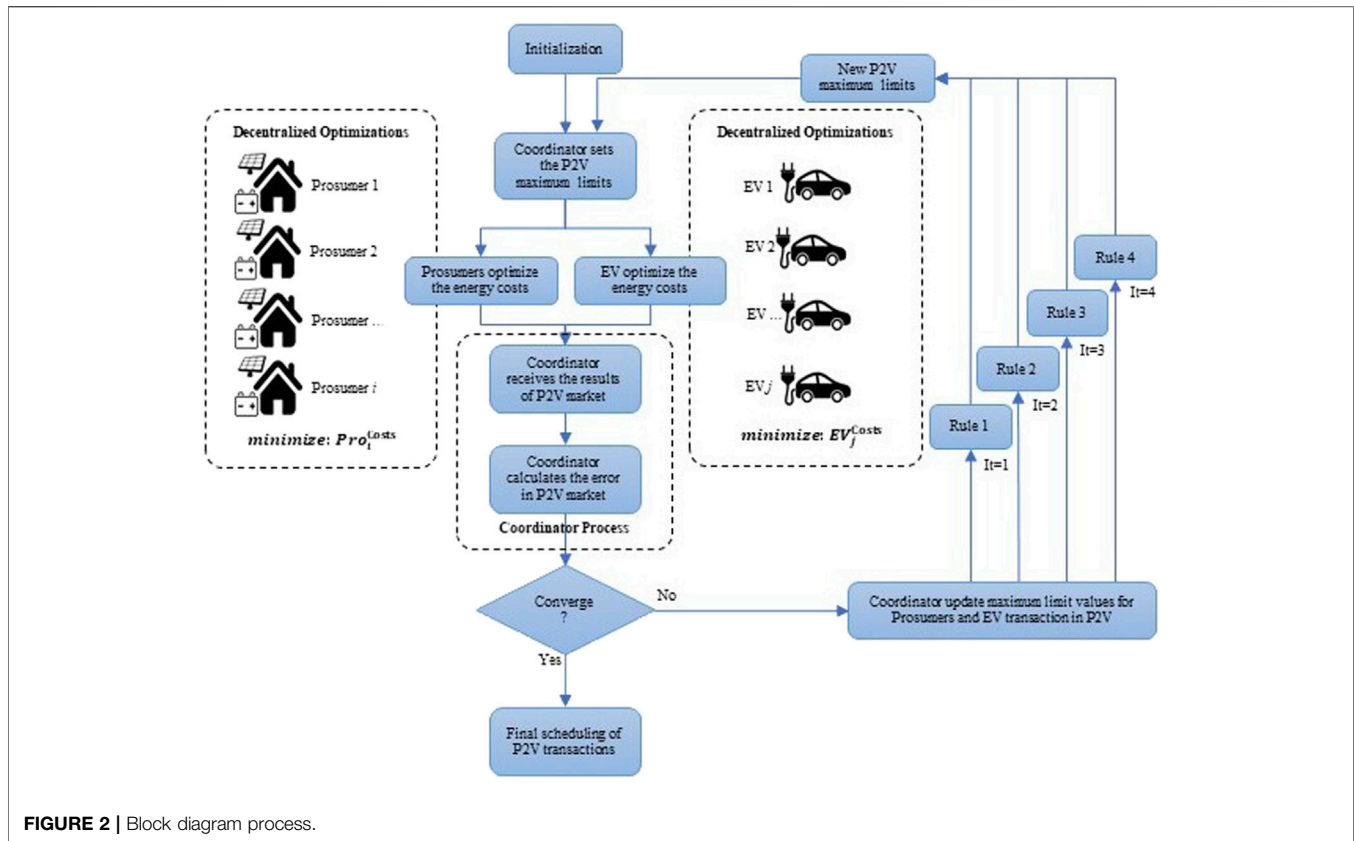 Initialization
New P2V
maximum limits
Decentralized Optimizations
Prosumer 1
Prosumer 2
Prosumer ...
Prosumer i
minimize: Pro_i^Costs
Coordinator sets
the P2V
maximum limits
Decentralized Optimizations
EV 1
EV 2
EV ...
EV j
minimize: EV_j^Costs
Prosumers optimize
the energy costs
EV optimize the
energy costs
Coordinator
receives the results
of P2V market
Coordinator
calculates the error
in P2V market
Coordinator Process
Rule 4
It=4
Rule 3
It=3
Rule 2
It=2
Rule 1
It=1
Converge
?
No
Coordinator update maximum limit values for
Prosumers and EV transaction in P2V
Yes
Final scheduling of
P2V transactions
FIGURE 2 | Block diagram process.